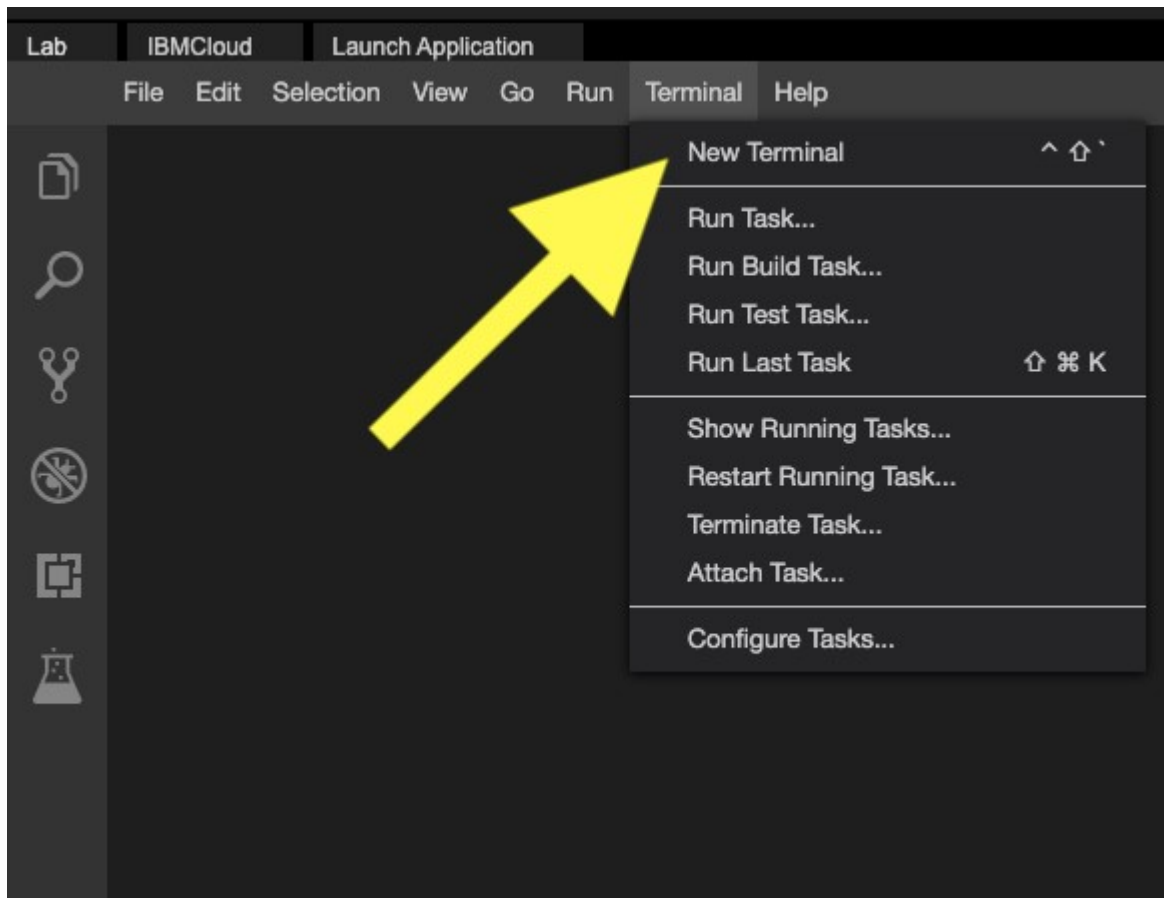 Lab IBMCloud Launch Application
File Edit Selection View Go Run Terminal Help
New Terminal ^ ⇧ `
Run Task...
Run Build Task...
Run Test Task...
Run Last Task ⇧ ⌘ K
Show Running Tasks...
Restart Running Task...
Terminate Task...
Attach Task...
Configure Tasks...